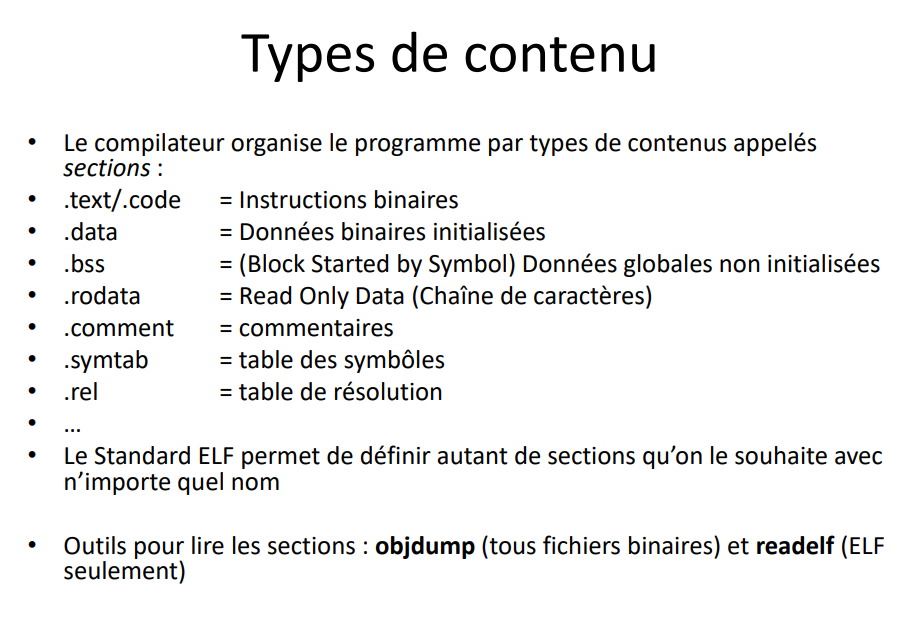 Types de contenu
• Le compilateur organise le programme par types de contenus appelés
sections :
• .text/.code = Instructions binaires
• .data = Données binaires initialisées
• .bss = (Block Started by Symbol) Données globales non initialisées
• .rodata = Read Only Data (Chaîne de caractères)
• .comment = commentaires
• .symtab = table des symbôles
• .rel = table de résolution
• …
• Le Standard ELF permet de définir autant de sections qu’on le souhaite avec
n’importe quel nom
• Outils pour lire les sections : objdump (tous fichiers binaires) et readelf (ELF
seulement)